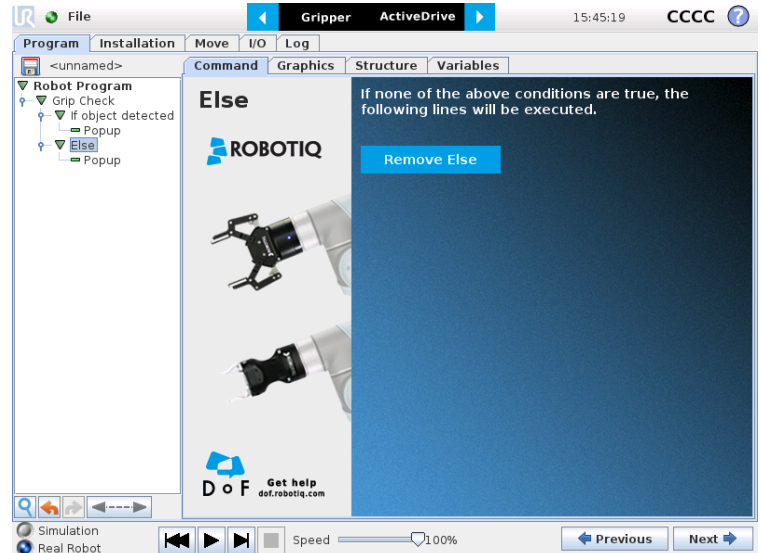 UR
File
Gripper
ActiveDrive
15:45:19
CCCC
?
Program
Installation
Move
I/O
Log
<unnamed>
Command
Graphics
Structure
Variables
Robot Program
Grip Check
If object detected
Popup
Else
Popup
Else
ROBOTIQ
DoF
Get help
dof.robotiq.com
If none of the above conditions are true, the
following lines will be executed.
Remove Else
Simulation
Real Robot
Speed
100%
Previous
Next